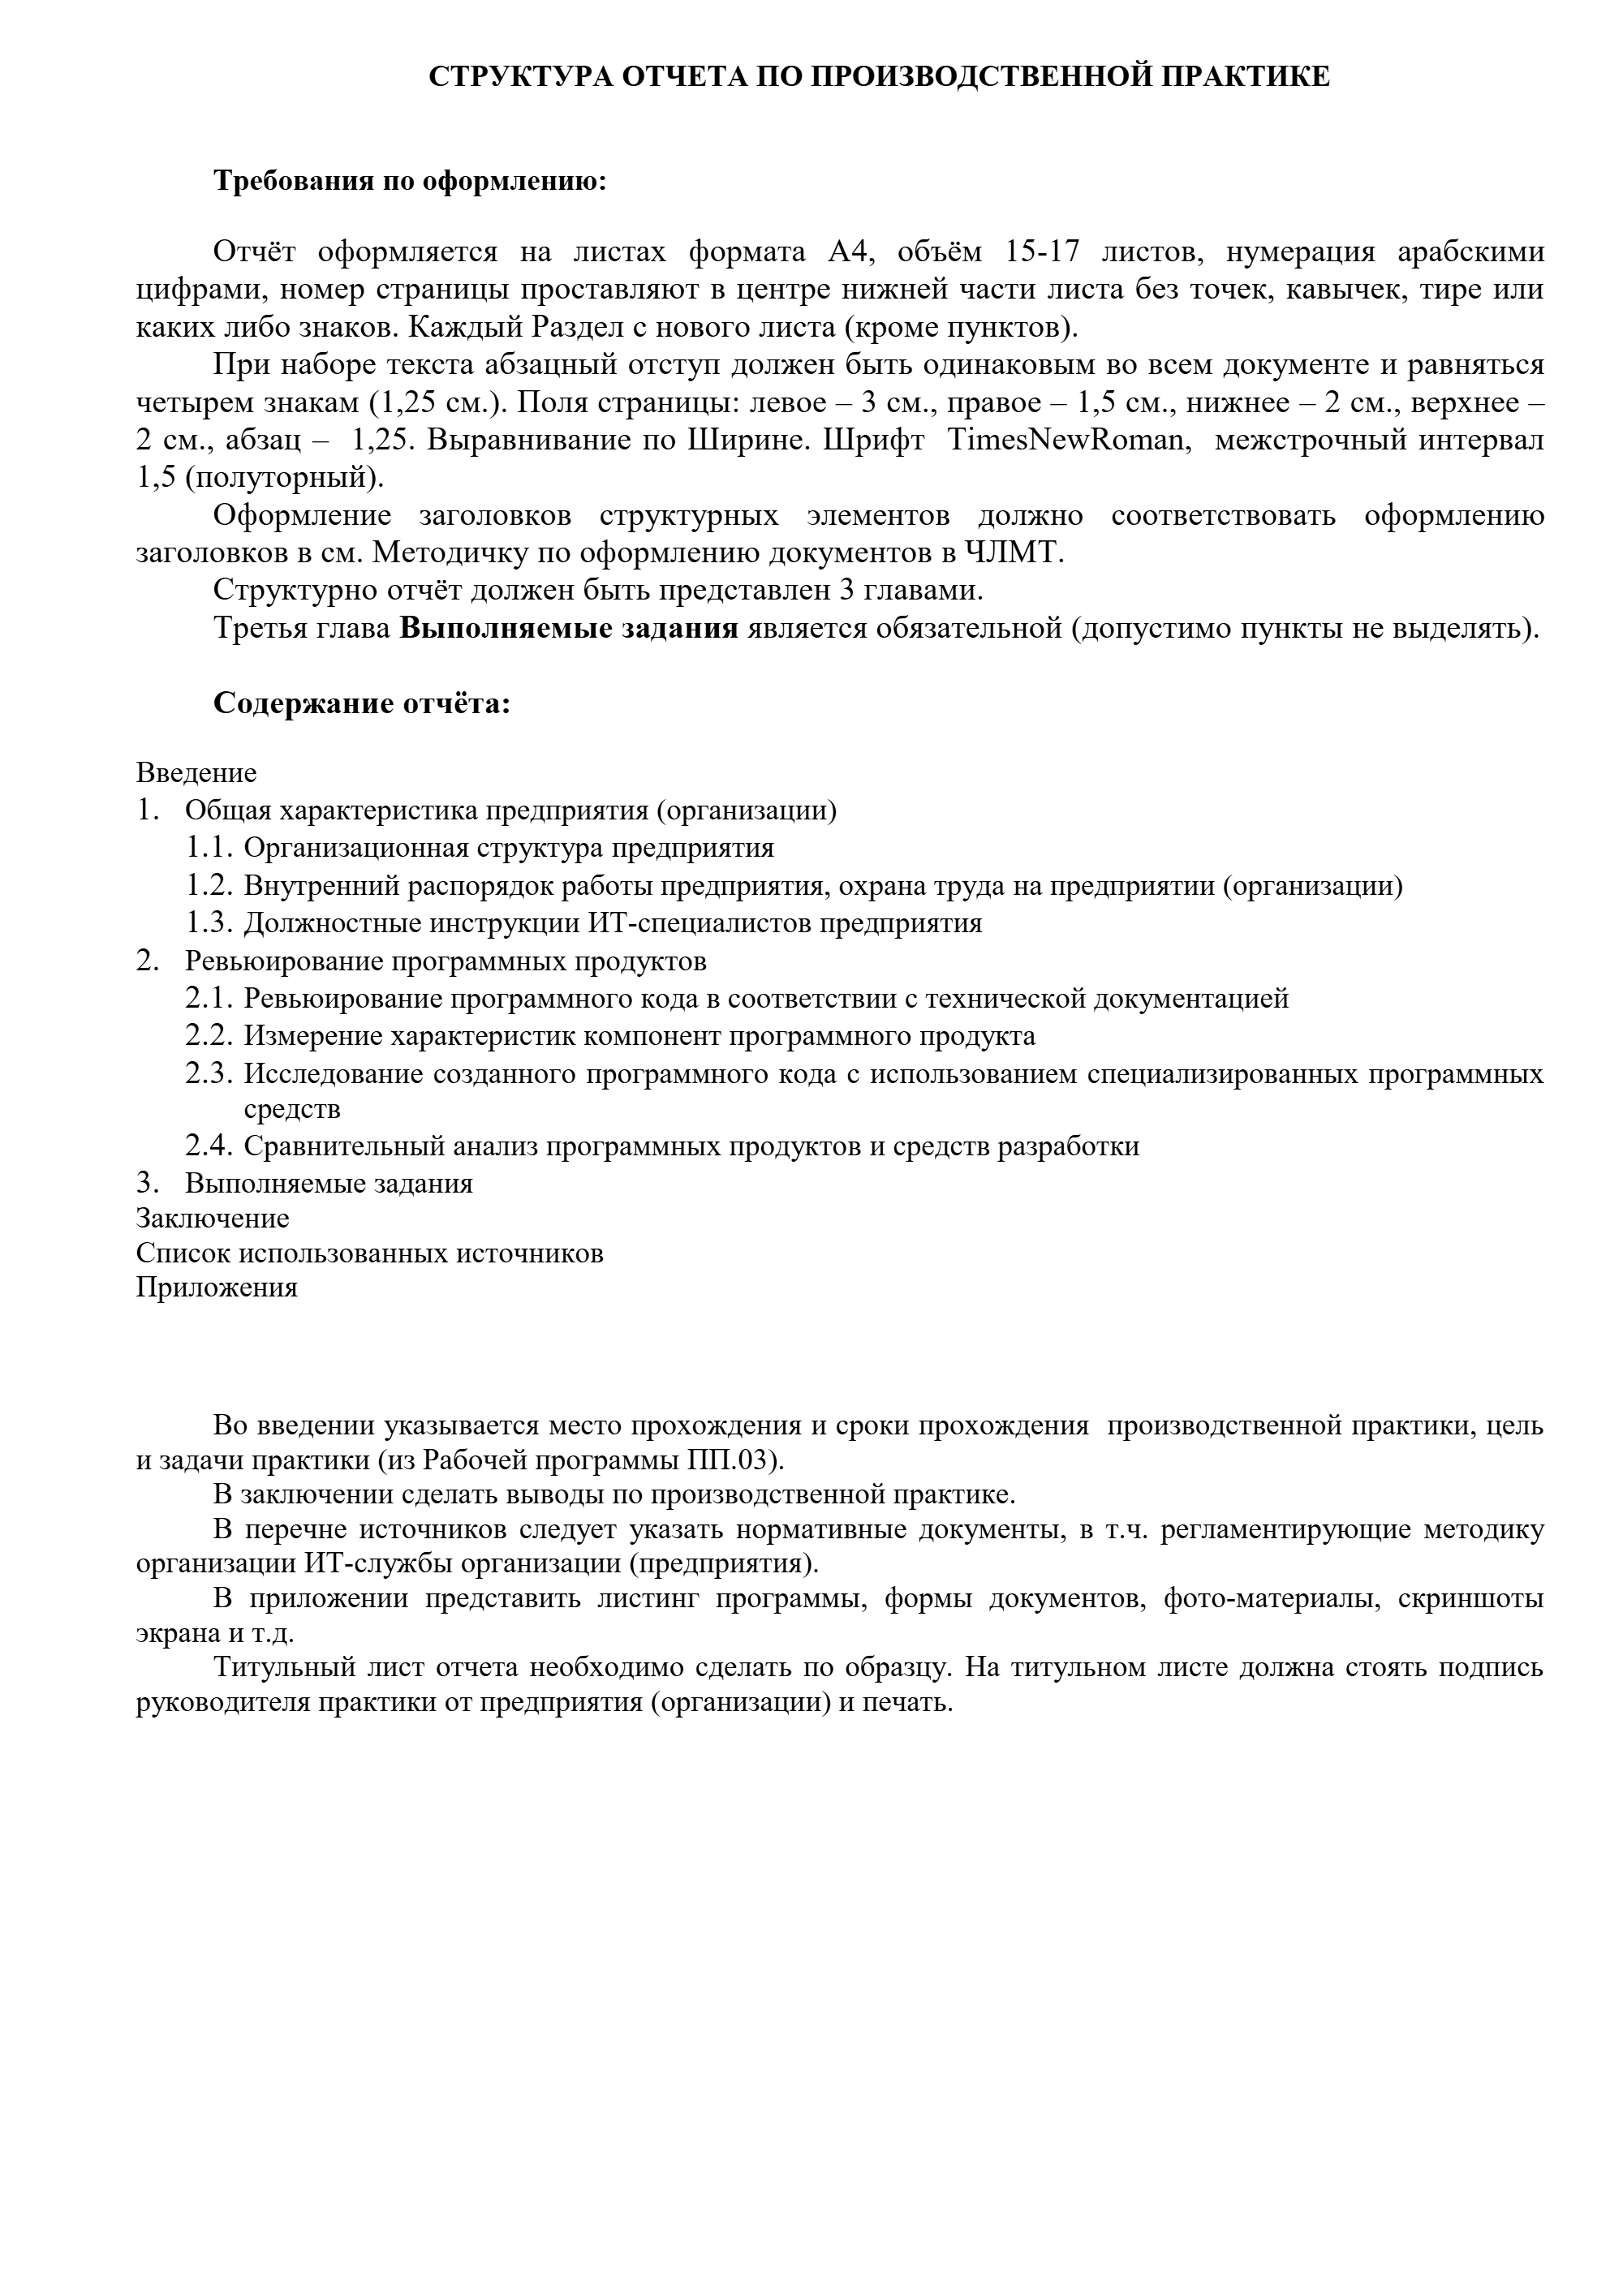 СТРУКТУРА ОТЧЕТА ПО ПРОИЗВОДСТВЕННОЙ ПРАКТИКЕ
Требования по оформлению:
Отчёт оформляется на листах формата А4, объём 15-17 листов, нумерация арабскими
цифрами, номер страницы проставляют в центре нижней части листа без точек, кавычек, тире или
каких либо знаков. Каждый Раздел с нового листа (кроме пунктов).
При наборе текста абзацный отступ должен быть одинаковым во всем документе и равняться
четырем знакам (1,25 см.). Поля страницы: левое – 3 см., правое – 1,5 см., нижнее – 2 см., верхнее –
2 см., абзац – 1,25. Выравнивание по Ширине. Шрифт TimesNewRoman, межстрочный интервал
1,5 (полуторный).
Оформление заголовков структурных элементов должно соответствовать оформлению
заголовков в см. Методичку по оформлению документов в ЧЛМТ.
Структурно отчёт должен быть представлен 3 главами.
Третья глава Выполняемые задания является обязательной (допустимо пункты не выделять).
Содержание отчёта:
Введение
1. Общая характеристика предприятия (организации)
1.1. Организационная структура предприятия
1.2. Внутренний распорядок работы предприятия, охрана труда на предприятии (организации)
1.3. Должностные инструкции ИТ-специалистов предприятия
2. Ревьюирование программных продуктов
2.1. Ревьюирование программного кода в соответствии с технической документацией
2.2. Измерение характеристик компонент программного продукта
2.3. Исследование созданного программного кода с использованием специализированных программных
средств
2.4. Сравнительный анализ программных продуктов и средств разработки
3. Выполняемые задания
Заключение
Список использованных источников
Приложения
Во введении указывается место прохождения и сроки прохождения производственной практики, цель
и задачи практики (из Рабочей программы ПП.03).
В заключении сделать выводы по производственной практике.
В перечне источников следует указать нормативные документы, в т.ч. регламентирующие методику
организации ИТ-службы организации (предприятия).
В приложении представить листинг программы, формы документов, фото-материалы, скриншоты
экрана и т.д.
Титульный лист отчета необходимо сделать по образцу. На титульном листе должна стоять подпись
руководителя практики от предприятия (организации) и печать.